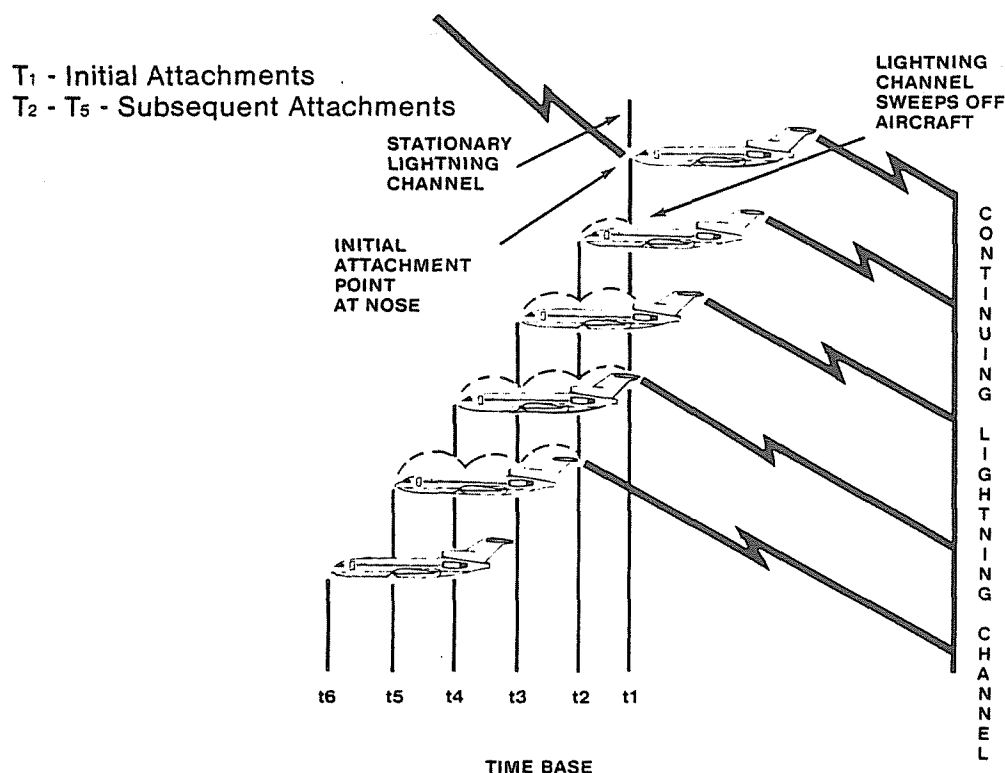 T1 - Initial Attachments
T2 - T5 - Subsequent Attachments
STATIONARY
LIGHTNING
CHANNEL
INITIAL
ATTACHMENT
POINT
AT NOSE
LIGHTNING
CHANNEL
SWEEPS OFF
AIRCRAFT
CONTINUING LIGHTNING CHANNEL
t6 t5 t4 t3 t2 t1
TIME BASE